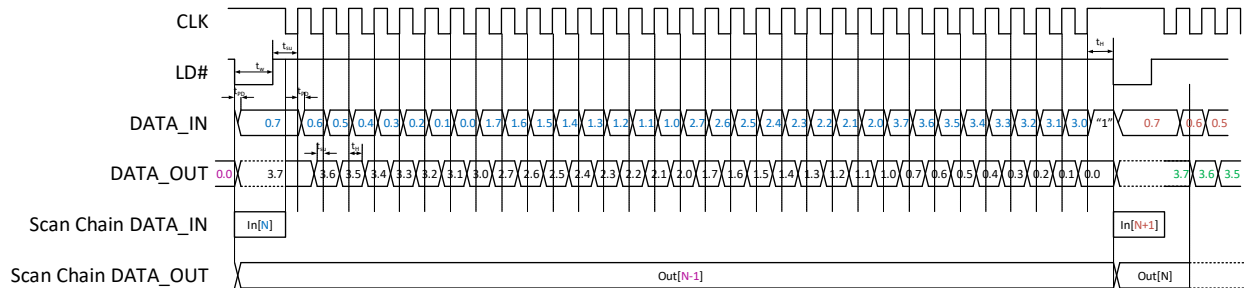 CLK
tsu
tH
LD#
tw
tPD
tPD
DATA_IN
0.7 0.6 0.5 0.4 0.3 0.2 0.1 0.0 1.7 1.6 1.5 1.4 1.3 1.2 1.1 1.0 2.7 2.6 2.5 2.4 2.3 2.2 2.1 2.0 3.7 3.6 3.5 3.4 3.3 3.2 3.1 3.0 “1” 0.7 0.6 0.5
tsu
tH
DATA_OUT
0.0 3.7 3.6 3.5 3.4 3.3 3.2 3.1 3.0 2.7 2.6 2.5 2.4 2.3 2.2 2.1 2.0 1.7 1.6 1.5 1.4 1.3 1.2 1.1 1.0 0.7 0.6 0.5 0.4 0.3 0.2 0.1 0.0 3.7 3.6 3.5
Scan Chain DATA_IN
In[N] In[N+1]
Scan Chain DATA_OUT
Out[N-1] Out[N]